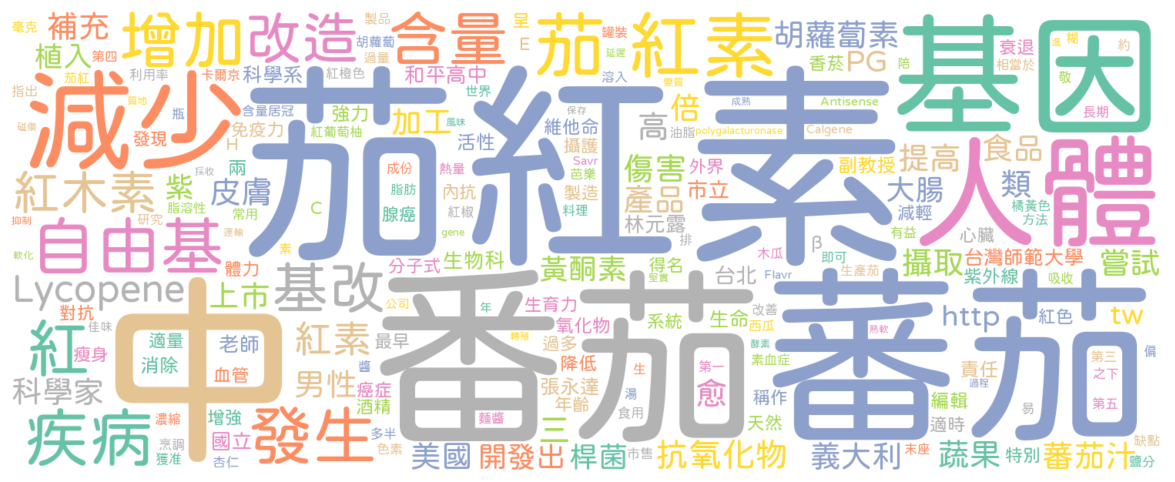 茄紅素
番茄
蕃茄
中
人體
基因
減少
茄紅素
含量
增加
改造
補充
植入
毫克
第四
茄紅
利用率
製品
胡蘿蔔
過量
卡爾京
科學系
紅橙色
和平高中
呈
E
罐裝
延遲
溶入
世界
胡蘿蔔素
香菸
PG
陪
衰退
相當於
進
糊
約
敬
長期
指出
質地
瓶
含量居冠
強力
加工
風味
維他命
保存
嬰質
高
倍
油脂
polygalacturonase
成熟
Antisense
Calgene
發現
免疫力
H
紅葡萄柚
活性
攝護
Savr
芭樂
傷害
外界
副教授
提高
食品
磁傷
採收
兩
成份
熱量
內抗
製造
產品
市立
大腸
類
橘黃色
方法
紅木素
紫
脂溶性
皮膚
脂肪
腺癌
紅椒
料理
減輕
抑制
研究
常用
C
gene
林元露
排
β
有益
心臟
自由基
運輸
素
軟化
體力
分子式
生物科
黃酮素
得名
至賓
台北
木瓜
Flavr
即可
生產茄
攝取
台灣師範大學
紫外線
吸收
嘗試
Lycopene
上市
基改
對抗
佳味
公司
年
生育力
氧化物
系統
改善
西瓜
生命
http
紅色
tw
紅
瘦身
適量
消除
老師
血管
紅素
最早
轉殖
過多
降低
酵素
素血症
熟軟
責任
過程
第三
之下
第五
偏
科學家
男性
癌症
酒精
醬
張永達
年齡
湯
生
食用
第一
愈
稱作
編輯
適時
易
疾病
濃縮
增強
國立
烹調
獲准
杏仁
發生
多半
色素
麵醬
三
天然
缺點
鹽分
美國
開發出
桿菌
市售
抗氧化物
義大利
末座
蔬果
特別
蕃茄汁